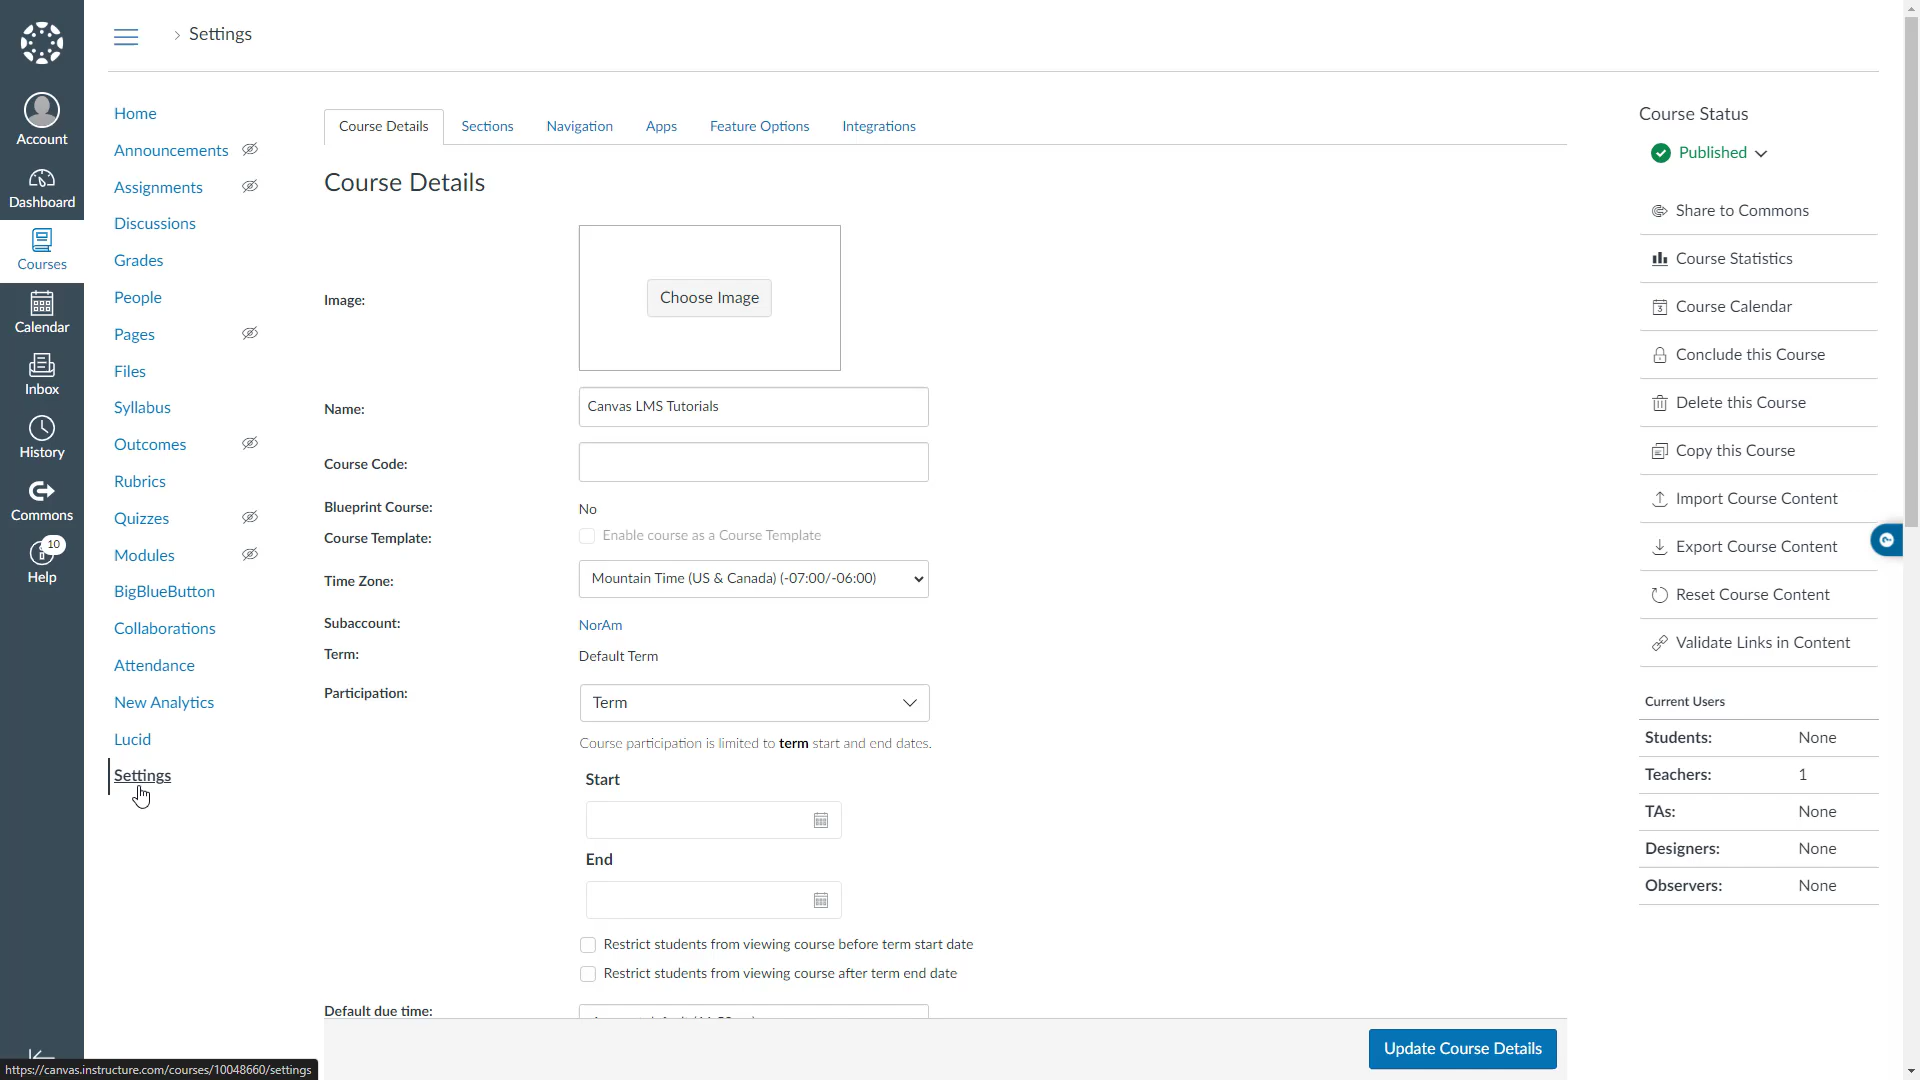 Settings
Account
Dashboard
Courses
Calendar
Inbox
History
Commons
10
Help
Home
Announcements
Assignments
Discussions
Grades
People
Pages
Files
Syllabus
Outcomes
Rubrics
Quizzes
Modules
BigBlueButton
Collaborations
Attendance
New Analytics
Lucid
Settings
Course Details Sections Navigation Apps Feature Options Integrations
Course Details
Image:
Choose Image
Name:
Canvas LMS Tutorials
Course Code:
Blueprint Course:
No
Course Template:
Enable course as a Course Template
Time Zone:
Mountain Time (US & Canada) (-07:00/-06:00)
Subaccount:
NorAm
Term:
Default Term
Participation:
Term
Course participation is limited to term start and end dates.
Start
End
Restrict students from viewing course before term start date
Restrict students from viewing course after term end date
Default due time:
Update Course Details
Course Status
Published
Share to Commons
Course Statistics
3
Course Calendar
Conclude this Course
Delete this Course
Copy this Course
Import Course Content
Export Course Content
Reset Course Content
Validate Links in Content
Current Users
Students: None
Teachers: 1
TAs: None
Designers: None
Observers: None
https://canvas.instructure.com/courses/10048660/settings